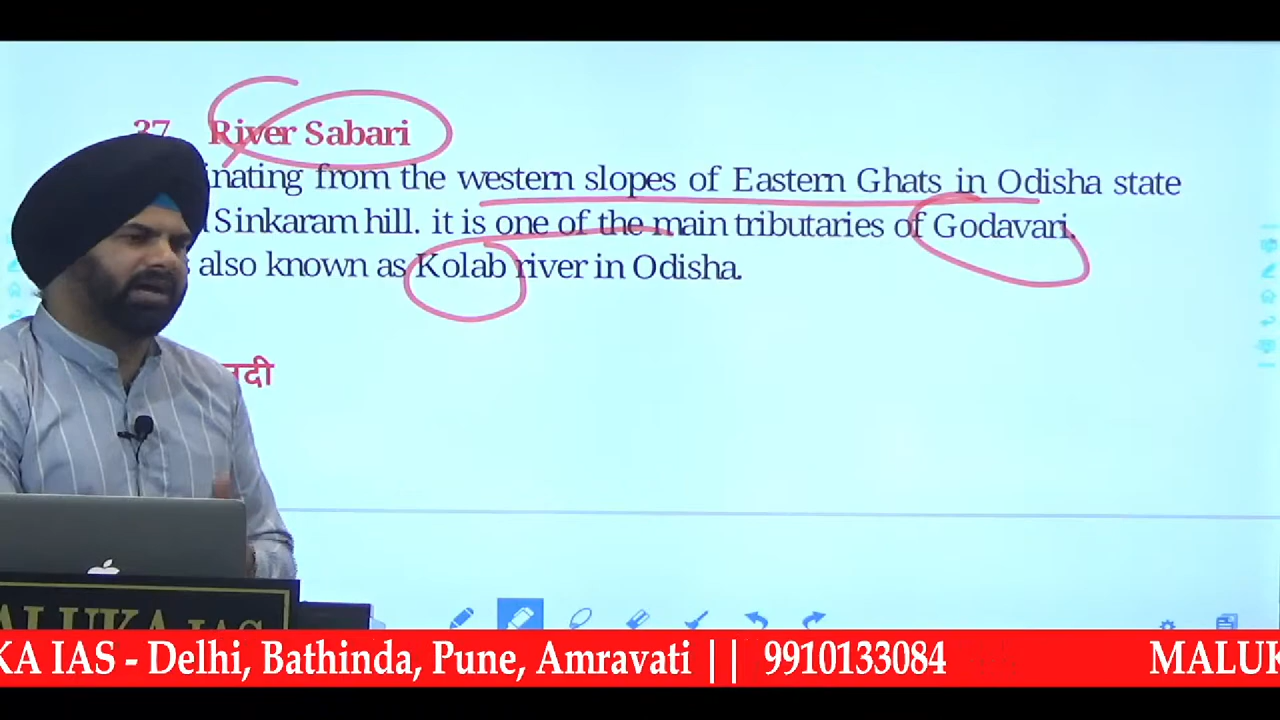 37 River Sabari
inating from the western slopes of Eastern Ghats in Odisha state
Sinkaram hill. it is one of the main tributaries of Godavari.
also known as Kolab river in Odisha.
नदी
ALUKA IAS
KA IAS - Delhi, Bathinda, Pune, Amravati || 9910133084 MALUK